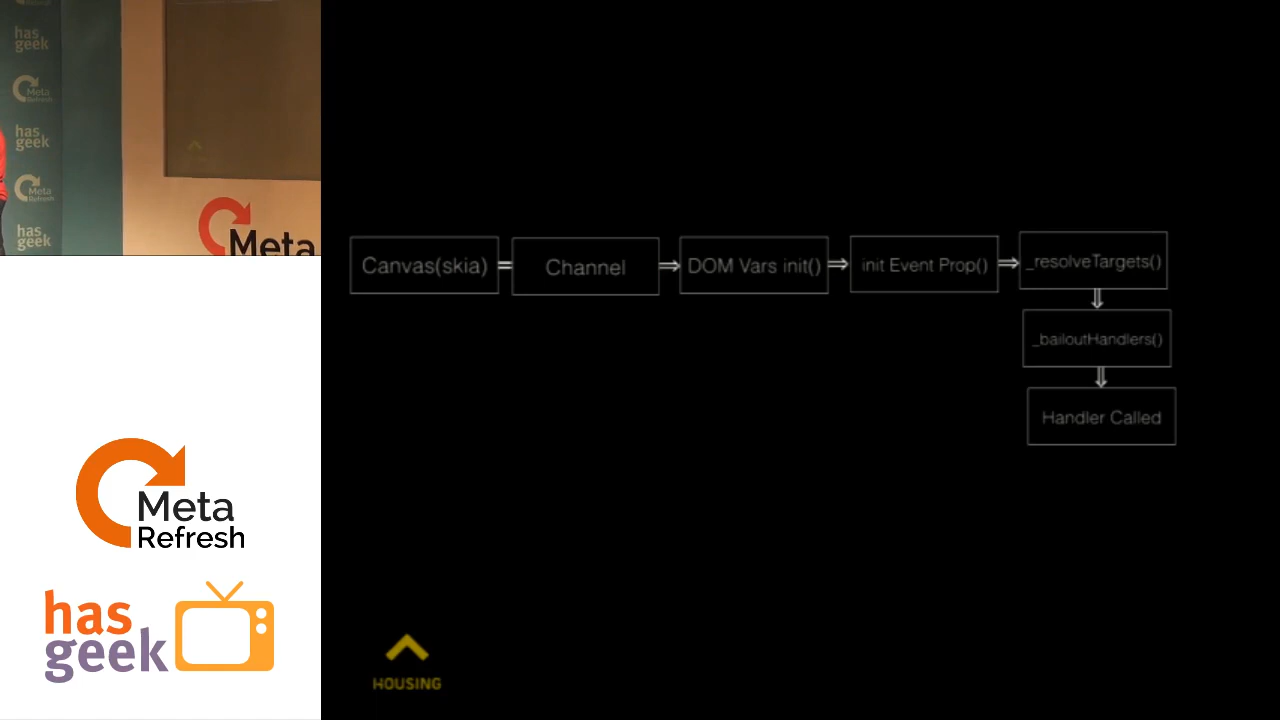 has
geek
Meta
Refresh
has
geek
Meta
Refresh
has
geek
Meta
Canvas(skia)
Channel
DOM Vars init()
init Event Prop()
_resolveTargets()
_bailoutHandlers()
Handler Called
Meta
Refresh
has
geek
HOUSING